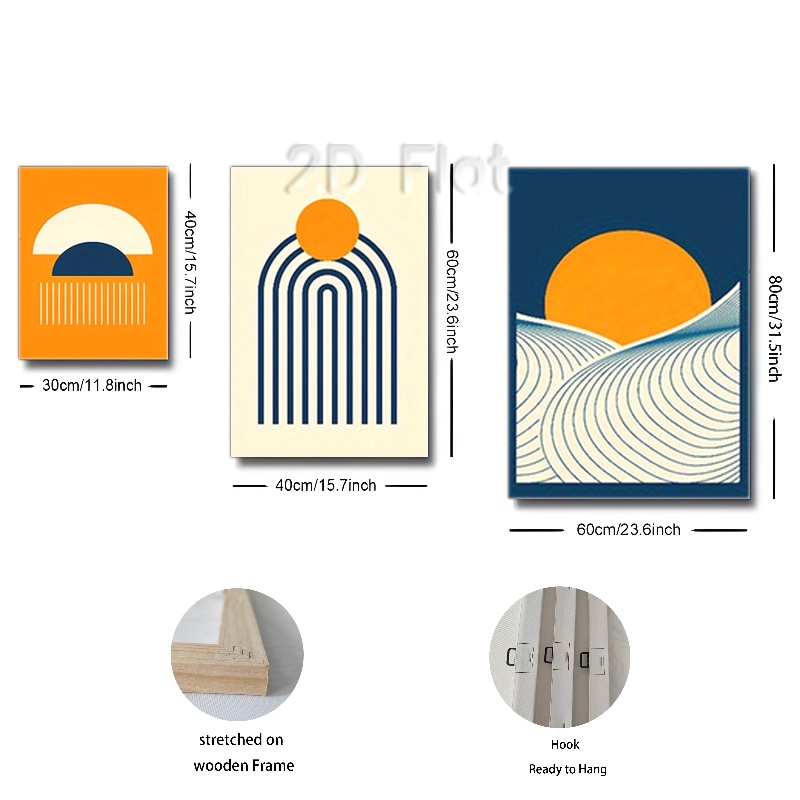 2D Flat
40cm/15.7inch
30cm/11.8inch
60cm/23.6inch
40cm/15.7inch
80cm/31.5inch
60cm/23.6inch
stretched on
wooden Frame
Hook
Ready to Hang